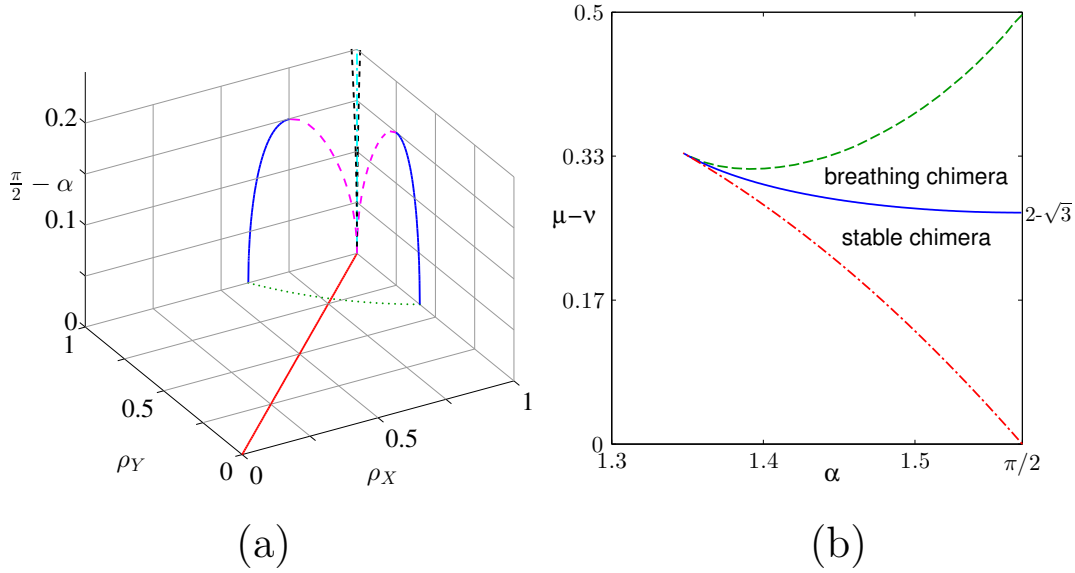 0.2
π/2 − α
0.1
0
1
0.5
ρ_Y
0
0
0.5
ρ_X
1
(a)
0.5
0.33
μ−ν
0.17
0
breathing chimera
2-√3
stable chimera
1.3
1.4
1.5
π/2
α
(b)